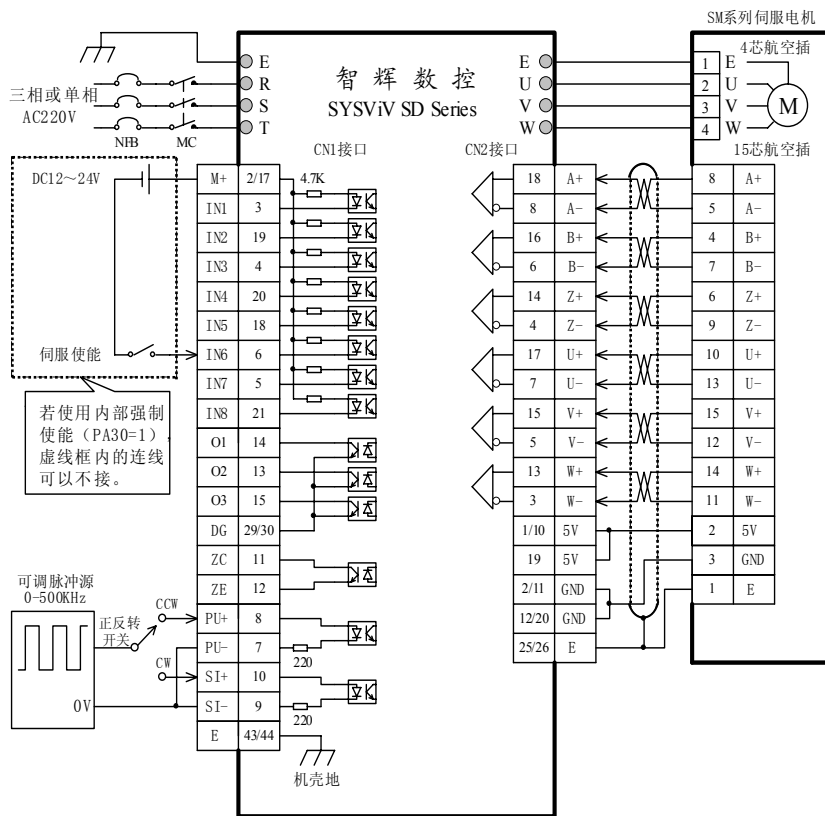 SM系列伺服电机
E
R
S
T
三相或单相
AC220V
NFB
MC
智辉数控
SYSViV SD Series
E
U
V
W
1 E
2 U
3 V
4 W
4芯航空插
M
15芯航空插
CN1接口
CN2接口
DC12～24V
伺服使能
若使用内部强制
使能（PA30=1），
虚线框内的连线
可以不接。
M+ 2/17 4.7K
IN1 3
IN2 19
IN3 4
IN4 20
IN5 18
IN6 6
IN7 5
IN8 21
O1 14
O2 13
O3 15
DG 29/30
ZC 11
ZE 12
PU+ 8
PU- 7
220
SI+ 10
SI- 9
220
E 43/44
机壳地
可调脉冲源
0-500KHz
正反转
开关
CCW
CW
0V
18 A+
8 A-
16 B+
6 B-
14 Z+
4 Z-
17 U+
7 U-
15 V+
5 V-
13 W+
3 W-
1/10 5V
19 5V
2/11 GND
12/20 GND
25/26 E
8 A+
5 A-
4 B+
7 B-
6 Z+
9 Z-
10 U+
13 U-
15 V+
12 V-
14 W+
11 W-
2 5V
3 GND
1 E